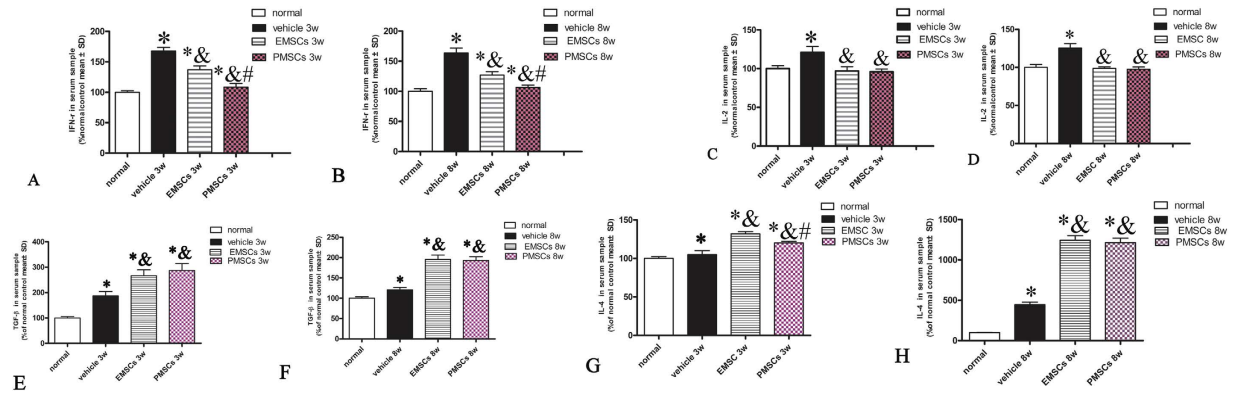 IFN-r in serum sample
(%normalcontrol mean ± SD)
200
150
100
50
0
*
*&
*&#
normal
vehicle 3w
EMSCs 3w
PMSCs 3w
normal
vehicle 3w
EMSCs 3w
PMSCs 3w
A
IFN-r in serum sample
(%normalcontrol mean ± SD)
200
150
100
50
0
*
*&
*&#
normal
vehicle 8w
EMSCs 8w
PMSCs 8w
normal
vehicle 8w
EMSCs 8w
PMSCs 8w
B
IL-2 in serum sample
(%normalcontrol mean ± SD)
150
100
50
0
*
&
&
normal
vehicle 3w
EMSCs 3w
PMSCs 3w
normal
vehicle 3w
EMSCs 3w
PMSCs 3w
C
IL-2 in serum sample
(%normalcontrol mean ± SD)
150
100
50
0
*
&
&
normal
vehicle 8w
EMSC 8w
PMSCs 8w
normal
vehicle 8w
EMSC 8w
PMSCs 8w
D
TGF-β in serum sample
(%of normal control mean± SD)
400
300
200
100
0
*
*&
*&
normal
vehicle 3w
EMSCs 3w
PMSCs 3w
normal
vehicle 3w
EMSCs 3w
PMSCs 3w
E
TGF-β in serum sample
(%of normal control mean± SD)
250
200
150
100
50
0
*
*&
*&
normal
vehicle 8w
EMSCs 8w
PMSCs 8w
normal
vehicle 8w
EMSCs 8w
PMSCs 8w
F
IL-4 in serum sample
(%of normal control mean± SD)
150
100
50
0
*
*&
*&#
normal
vehicle 3w
EMSC 3w
PMSCs 3w
normal
vehicle 3w
EMSC 3w
PMSCs 3w
G
IL-4 in serum sample
(%of normal control mean± SD)
1500
1000
500
0
*
*&
*&
normal
vehicle 8w
EMSCs 8w
PMSCs 8w
normal
vehicle 8w
EMSCs 8w
PMSCs 8w
H